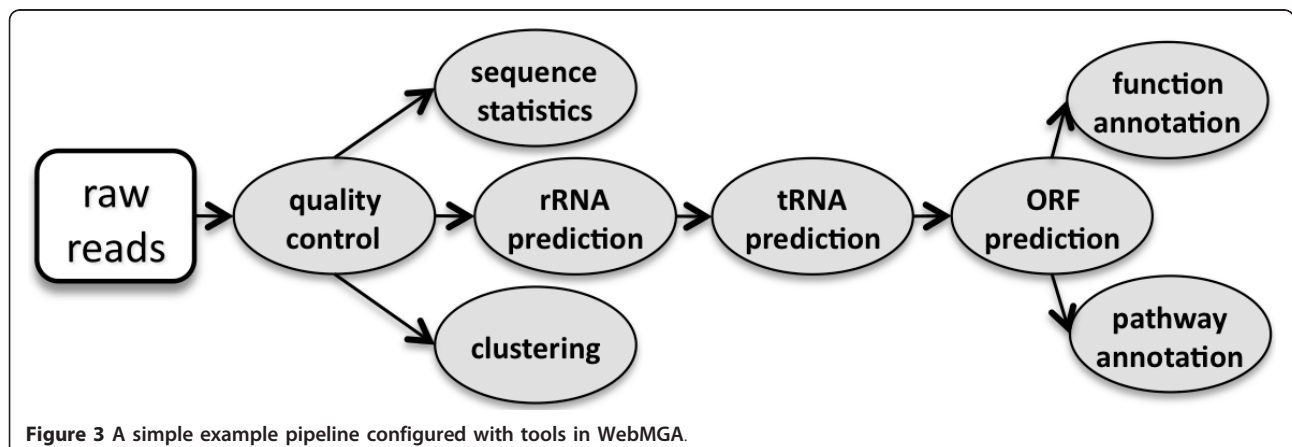 raw
reads
quality
control
sequence
statistics
rRNA
prediction
clustering
tRNA
prediction
ORF
prediction
function
annotation
pathway
annotation
Figure 3 A simple example pipeline configured with tools in WebMGA.